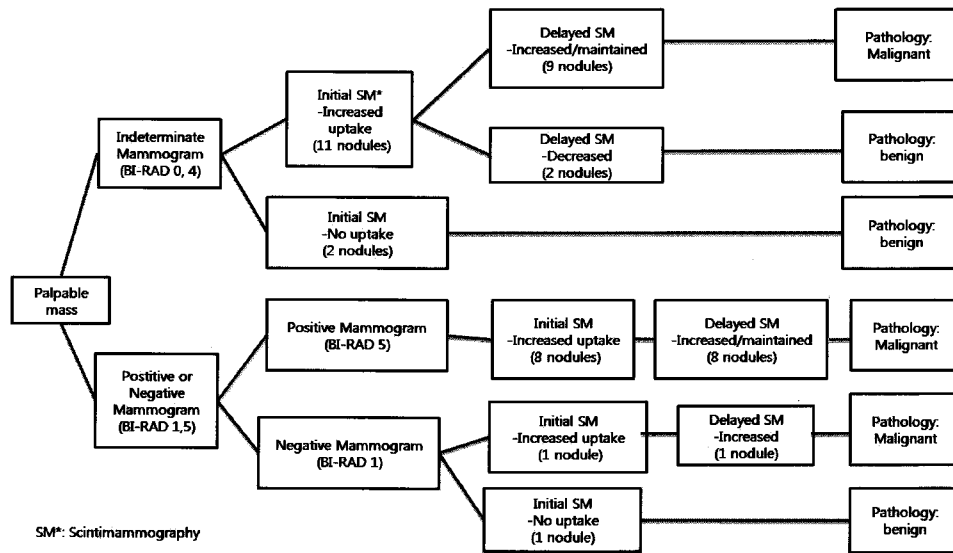 Palpable
mass
Indeterminate
Mammogram
(BI-RAD 0, 4)
Initial SM*
-Increased
uptake
(11 nodules)
Delayed SM
-Increased/maintained
(9 nodules)
Pathology:
Malignant
Delayed SM
-Decreased
(2 nodules)
Pathology:
benign
Initial SM
-No uptake
(2 nodules)
Pathology:
benign
Postitive or
Negative
Mammogram
(BI-RAD 1,5)
Positive Mammogram
(BI-RAD 5)
Initial SM
-Increased uptake
(8 nodules)
Delayed SM
-Increased/maintained
(8 nodules)
Pathology:
Malignant
Negative Mammogram
(BI-RAD 1)
Initial SM
-Increased uptake
(1 nodule)
Delayed SM
-Increased
(1 nodule)
Pathology:
Malignant
Initial SM
-No uptake
(1 nodule)
Pathology:
benign
SM*: Scintimammography